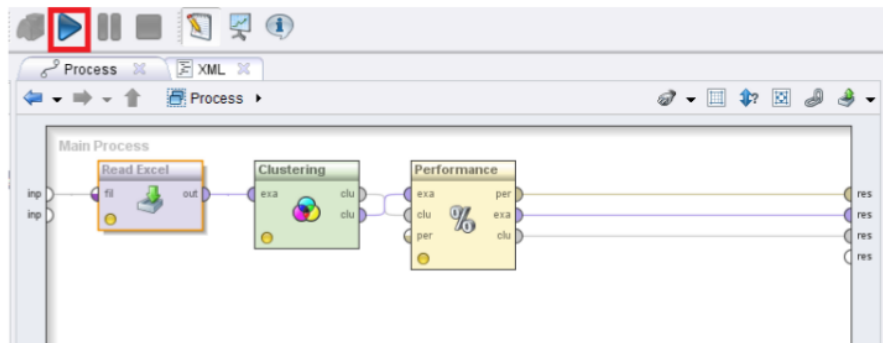 Process
XML
Process
Main Process
Read Excel
Clustering
Performance
inp
fil
out
exa
clu
exa
per
res
inp
clu
clu
exa
res
per
clu
res
res